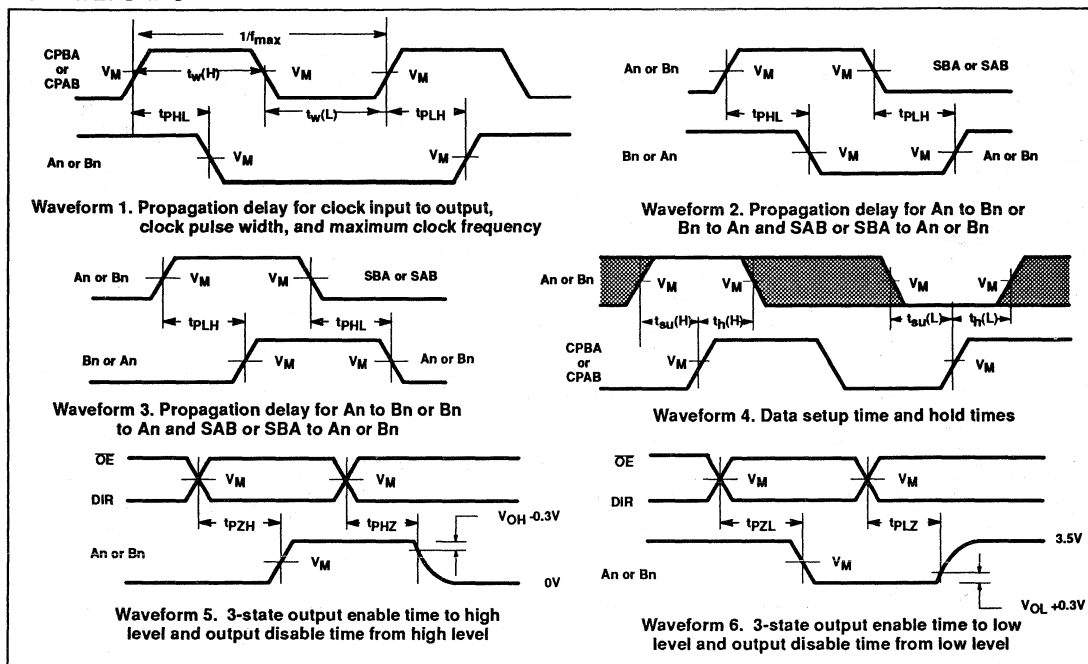 1/fmax
CPBA
or
CPAB
VM
tw(H)
VM
VM
tPHL
tw(L)
tPLH
An or Bn
VM
VM
Waveform 1. Propagation delay for clock input to output,
clock pulse width, and maximum clock frequency
An or Bn
VM
VM
SBA or SAB
tPHL
tPLH
Bn or An
VM
VM
An or Bn
Waveform 2. Propagation delay for An to Bn or
Bn to An and SAB or SBA to An or Bn
An or Bn
VM
VM
SBA or SAB
tPLH
tPHL
Bn or An
VM
VM
An or Bn
Waveform 3. Propagation delay for An to Bn or Bn
to An and SAB or SBA to An or Bn
An or Bn
VM
VM
VM
VM
tsu(H)
th(H)
tsu(L)
th(L)
CPBA
or
CPAB
VM
VM
Waveform 4. Data setup time and hold times
OE
VM
VM
DIR
tPZH
tPHZ
VOH -0.3V
An or Bn
VM
0V
Waveform 5. 3-state output enable time to high
level and output disable time from high level
OE
VM
VM
DIR
tPZL
tPLZ
3.5V
An or Bn
VM
VOL +0.3V
Waveform 6. 3-state output enable time to low
level and output disable time from low level